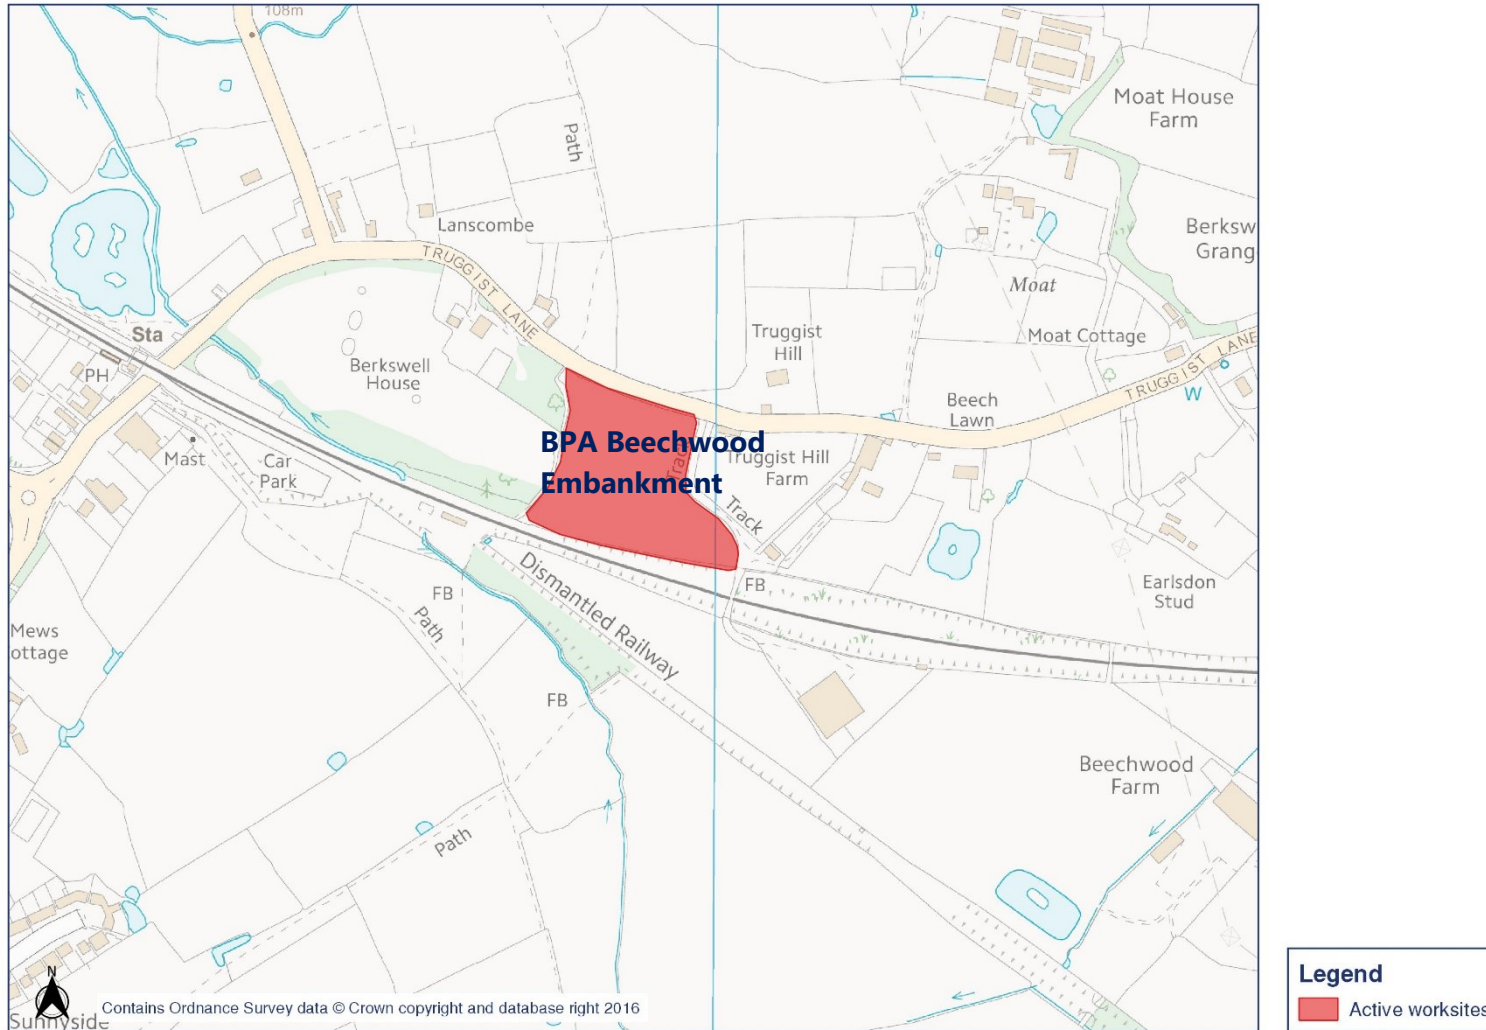 108m
Moat House
Farm
Path
Lanscombe
Berksw
Grang
TRUGGIST LANE
Moat
Sta
Truggist
Hill
Moat Cottage
Berkswell
House
PH
TRUGGIST LANE
Beech
Lawn
W
BPA Beechwood
Embankment
Track
Mast
Car
Park
Truggist Hill
Farm
Track
Dismantled Railway
FB
FB
Earlsdon
Stud
Path
Mews
ottage
FB
Beechwood
Farm
Path
N
Contains Ordnance Survey data © Crown copyright and database right 2016
Sunnyside
Legend
Active worksites